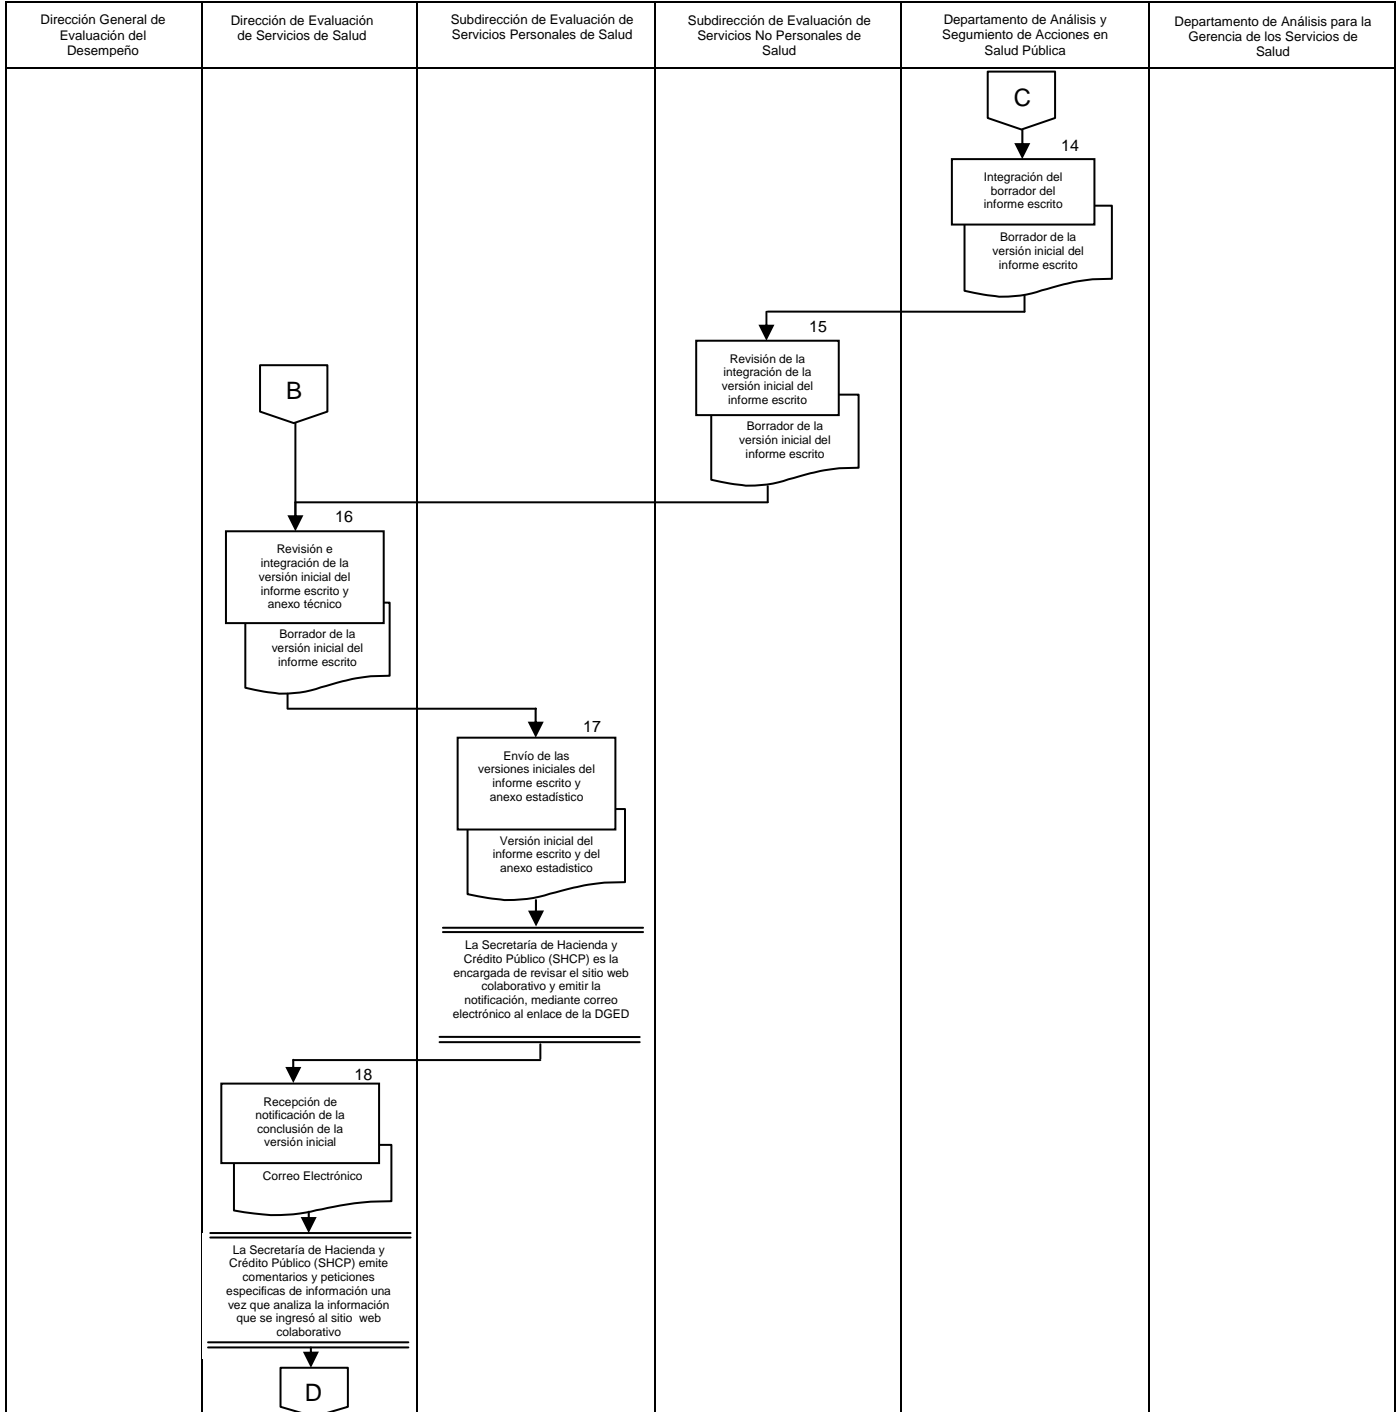 Dirección General de
Evaluación del
Desempeño
Dirección de Evaluación
de Servicios de Salud
Subdirección de Evaluación de
Servicios Personales de Salud
Subdirección de Evaluación de
Servicios No Personales de
Salud
Departamento de Análisis y
Segumiento de Acciones en
Salud Pública
Departamento de Análisis para la
Gerencia de los Servicios de
Salud
C
14
Integración del
borrador del
informe escrito
Borrador de la
versión inicial del
informe escrito
15
Revisión de la
integración de la
versión inicial del
informe escrito
Borrador de la
versión inicial del
informe escrito
B
16
Revisión e
integración de la
versión inicial del
informe escrito y
anexo técnico
Borrador de la
versión inicial del
informe escrito
17
Envío de las
versiones iniciales del
informe escrito y
anexo estadístico
Versión inicial del
informe escrito y del
anexo estadistico
La Secretaría de Hacienda y
Crédito Público (SHCP) es la
encargada de revisar el sitio web
colaborativo y emitir la
notificación, mediante correo
electrónico al enlace de la DGED
18
Recepción de
notificación de la
conclusión de la
versión inicial
Correo Electrónico
La Secretaría de Hacienda y
Crédito Público (SHCP) emite
comentarios y peticiones
especificas de información una
vez que analiza la información
que se ingresó al sitio web
colaborativo
D